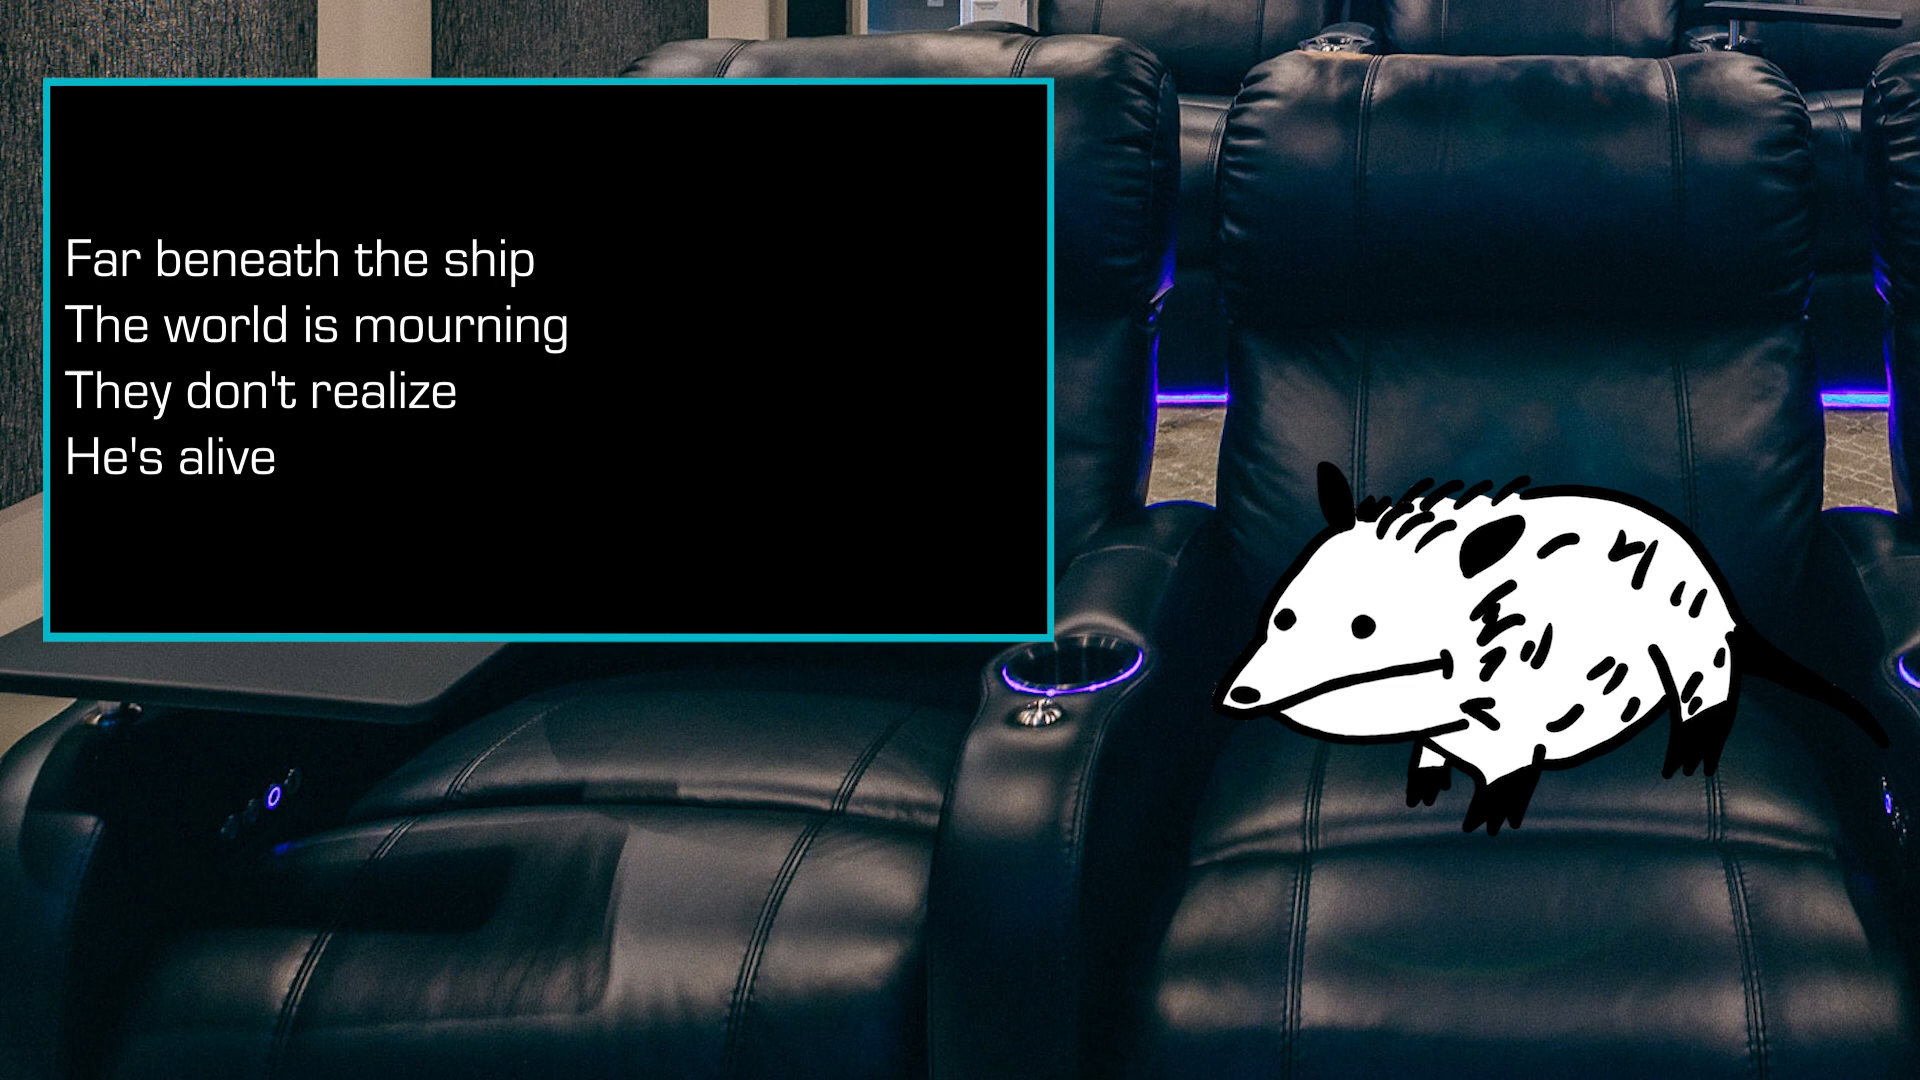 Far beneath the ship
The world is mourning
They don't realize
He's alive